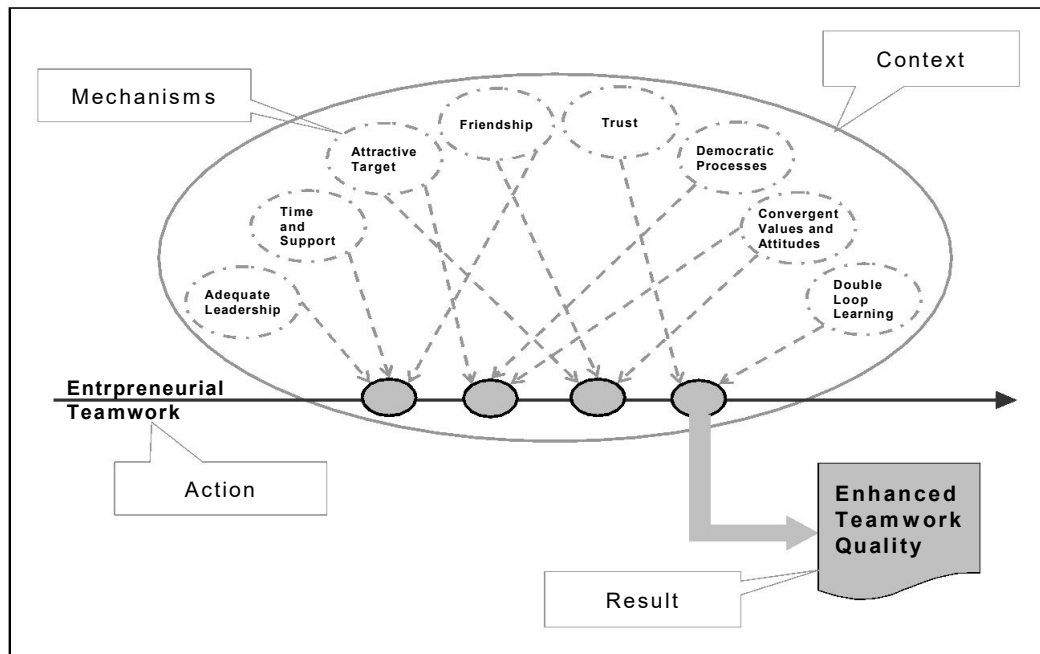 Context
Mechanisms
Friendship
Trust
Attractive
Target
Democratic
Processes
Time
and
Support
Convergent
Values and
Attitudes
Adequate
Leadership
Double
Loop
Learning
Entrpreneurial
Teamwork
Action
Enhanced
Teamwork
Quality
Result